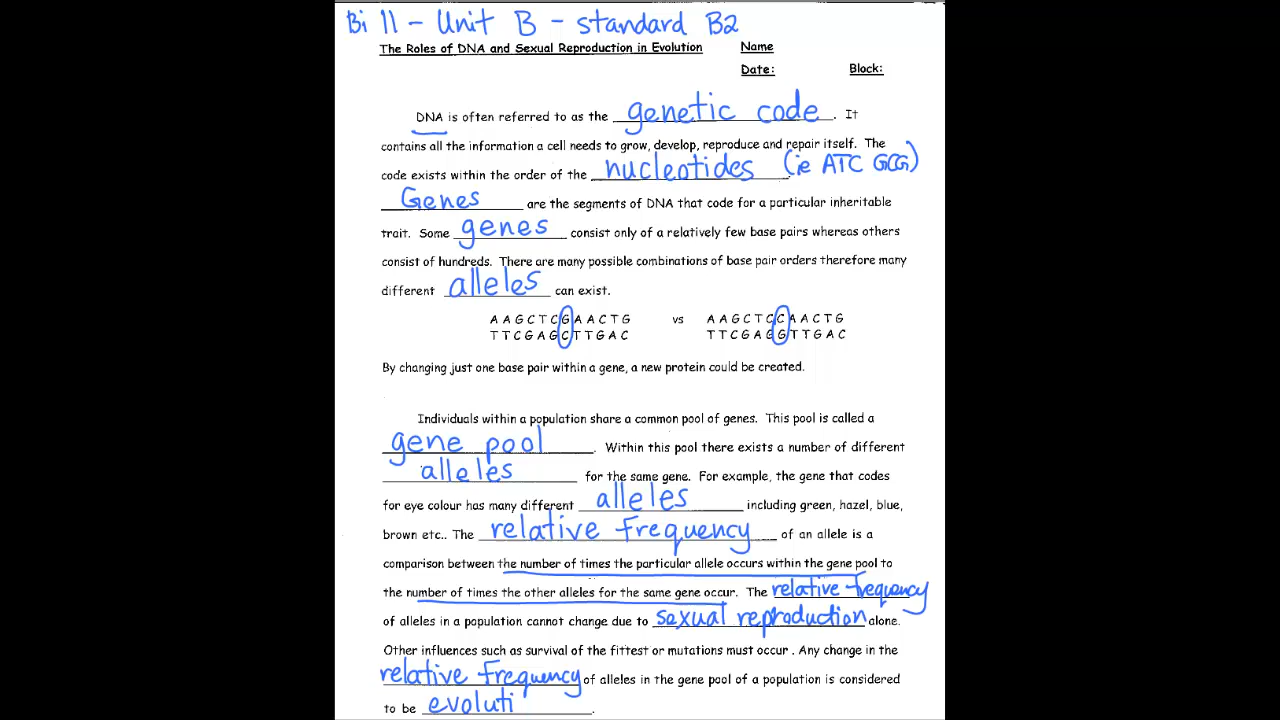 Bi 11 - Unit B - standard B2
The Roles of DNA and Sexual Reproduction in Evolution Name
Date: Block:
DNA is often referred to as the genetic code. It
contains all the information a cell needs to grow, develop, reproduce and repair itself. The
code exists within the order of the nucleotides (ie ATC GCG).
Genes are the segments of DNA that code for a particular inheritable
trait. Some genes consist only of a relatively few base pairs whereas others
consist of hundreds. There are many possible combinations of base pair orders therefore many
different alleles can exist.
A A G C T C G A A C T G vs A A G C T C C A A C T G
T T C G A G C T T G A C T T C G A G G T T G A C
By changing just one base pair within a gene, a new protein could be created.
Individuals within a population share a common pool of genes. This pool is called a
gene pool. Within this pool there exists a number of different
alleles for the same gene. For example, the gene that codes
for eye colour has many different alleles including green, hazel, blue,
brown etc.. The relative frequency of an allele is a
comparison between the number of times the particular allele occurs within the gene pool to
the number of times the other alleles for the same gene occur. The relative frequency
of alleles in a population cannot change due to sexual reproduction alone.
Other influences such as survival of the fittest or mutations must occur . Any change in the
relative frequency of alleles in the gene pool of a population is considered
to be evoluti.